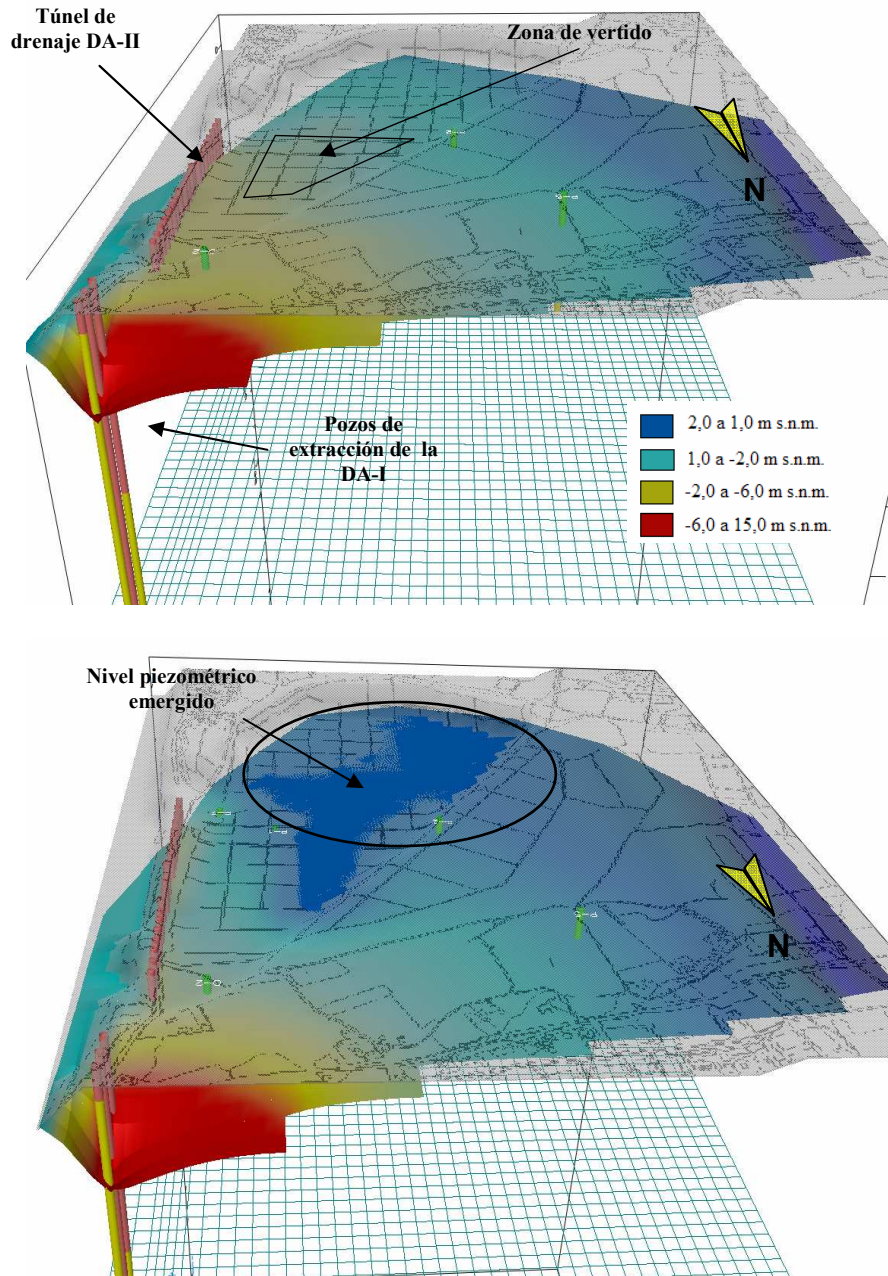 Túnel de
drenaje DA-II
Zona de vertido
N
Pozos de
extracción de la
DA-I
2,0 a 1,0 m s.n.m.
1,0 a -2,0 m s.n.m.
-2,0 a -6,0 m s.n.m.
-6,0 a 15,0 m s.n.m.
Nivel piezométrico
emergido
N